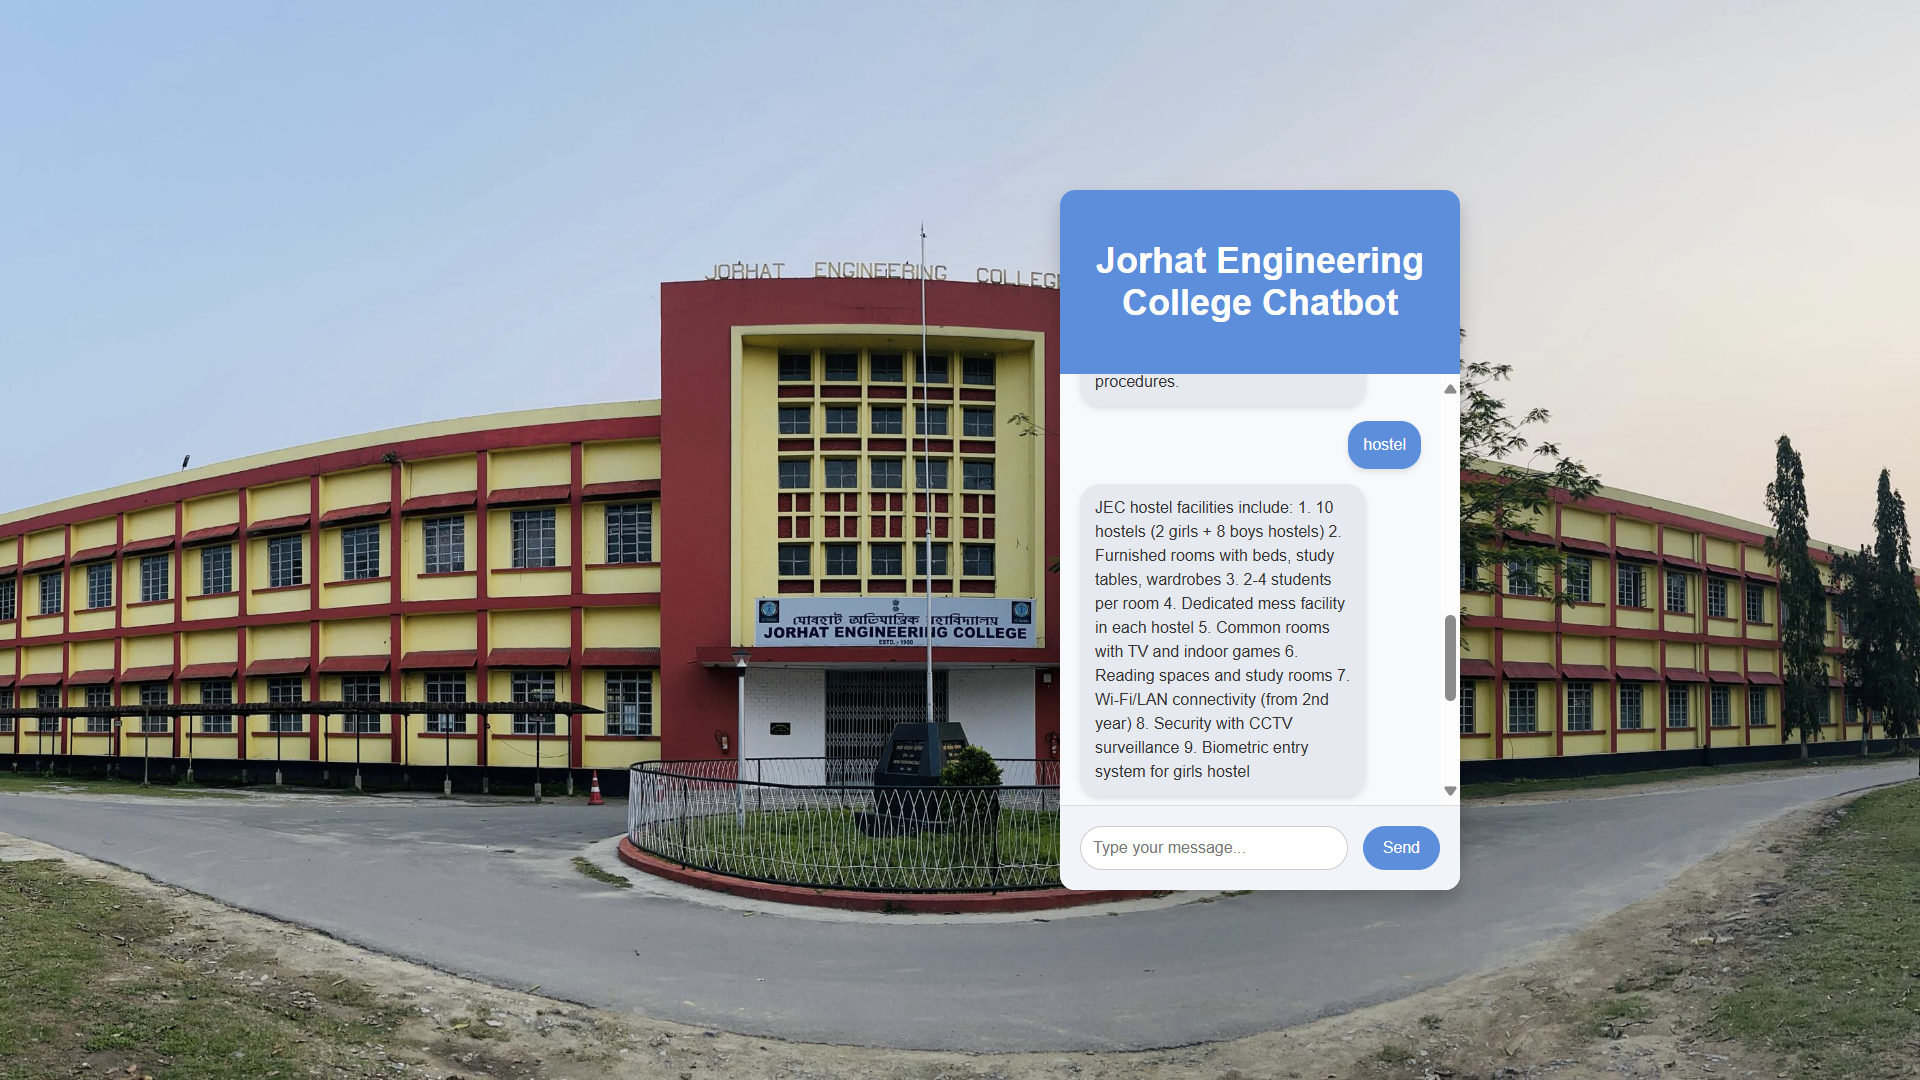 JORHAT ENGINEERING COLLEGE
যোৰহাট অভিযান্ত্ৰিক মহাবিদ্যালয়
JORHAT ENGINEERING COLLEGE
ESTD. - 1960
Jorhat Engineering
College Chatbot
procedures.
hostel
JEC hostel facilities include: 1. 10
hostels (2 girls + 8 boys hostels) 2.
Furnished rooms with beds, study
tables, wardrobes 3. 2-4 students
per room 4. Dedicated mess facility
in each hostel 5. Common rooms
with TV and indoor games 6.
Reading spaces and study rooms 7.
Wi-Fi/LAN connectivity (from 2nd
year) 8. Security with CCTV
surveillance 9. Biometric entry
system for girls hostel
Type your message...
Send